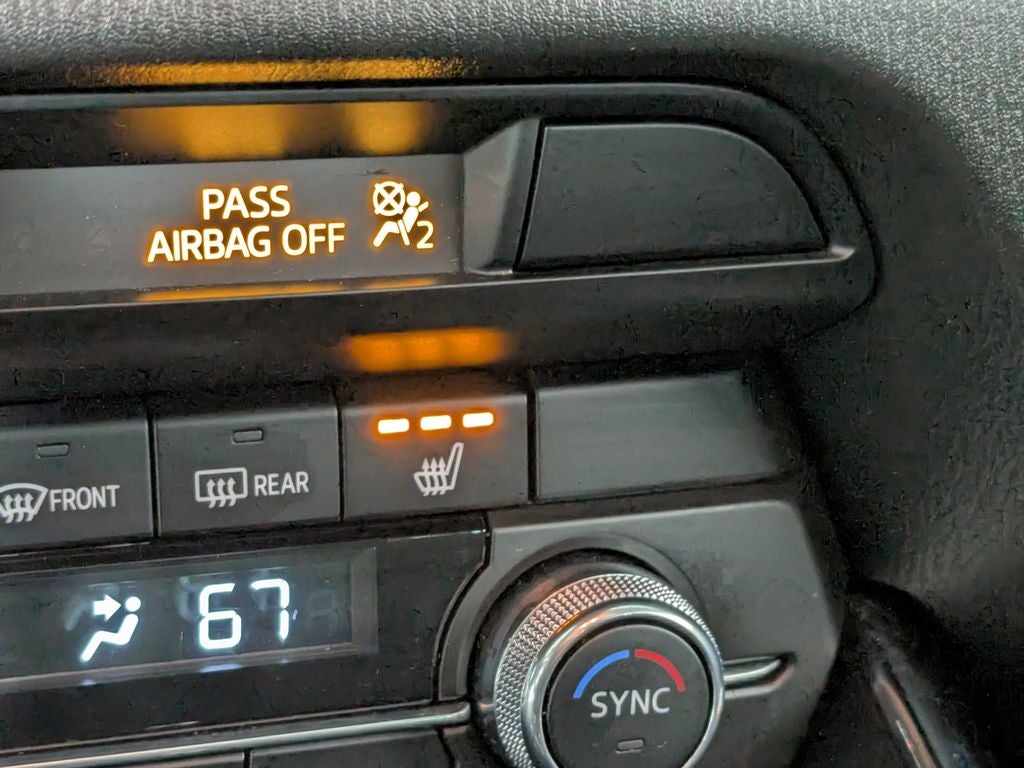 PASS
AIRBAG OFF
2
FRONT
REAR
67
SYNC